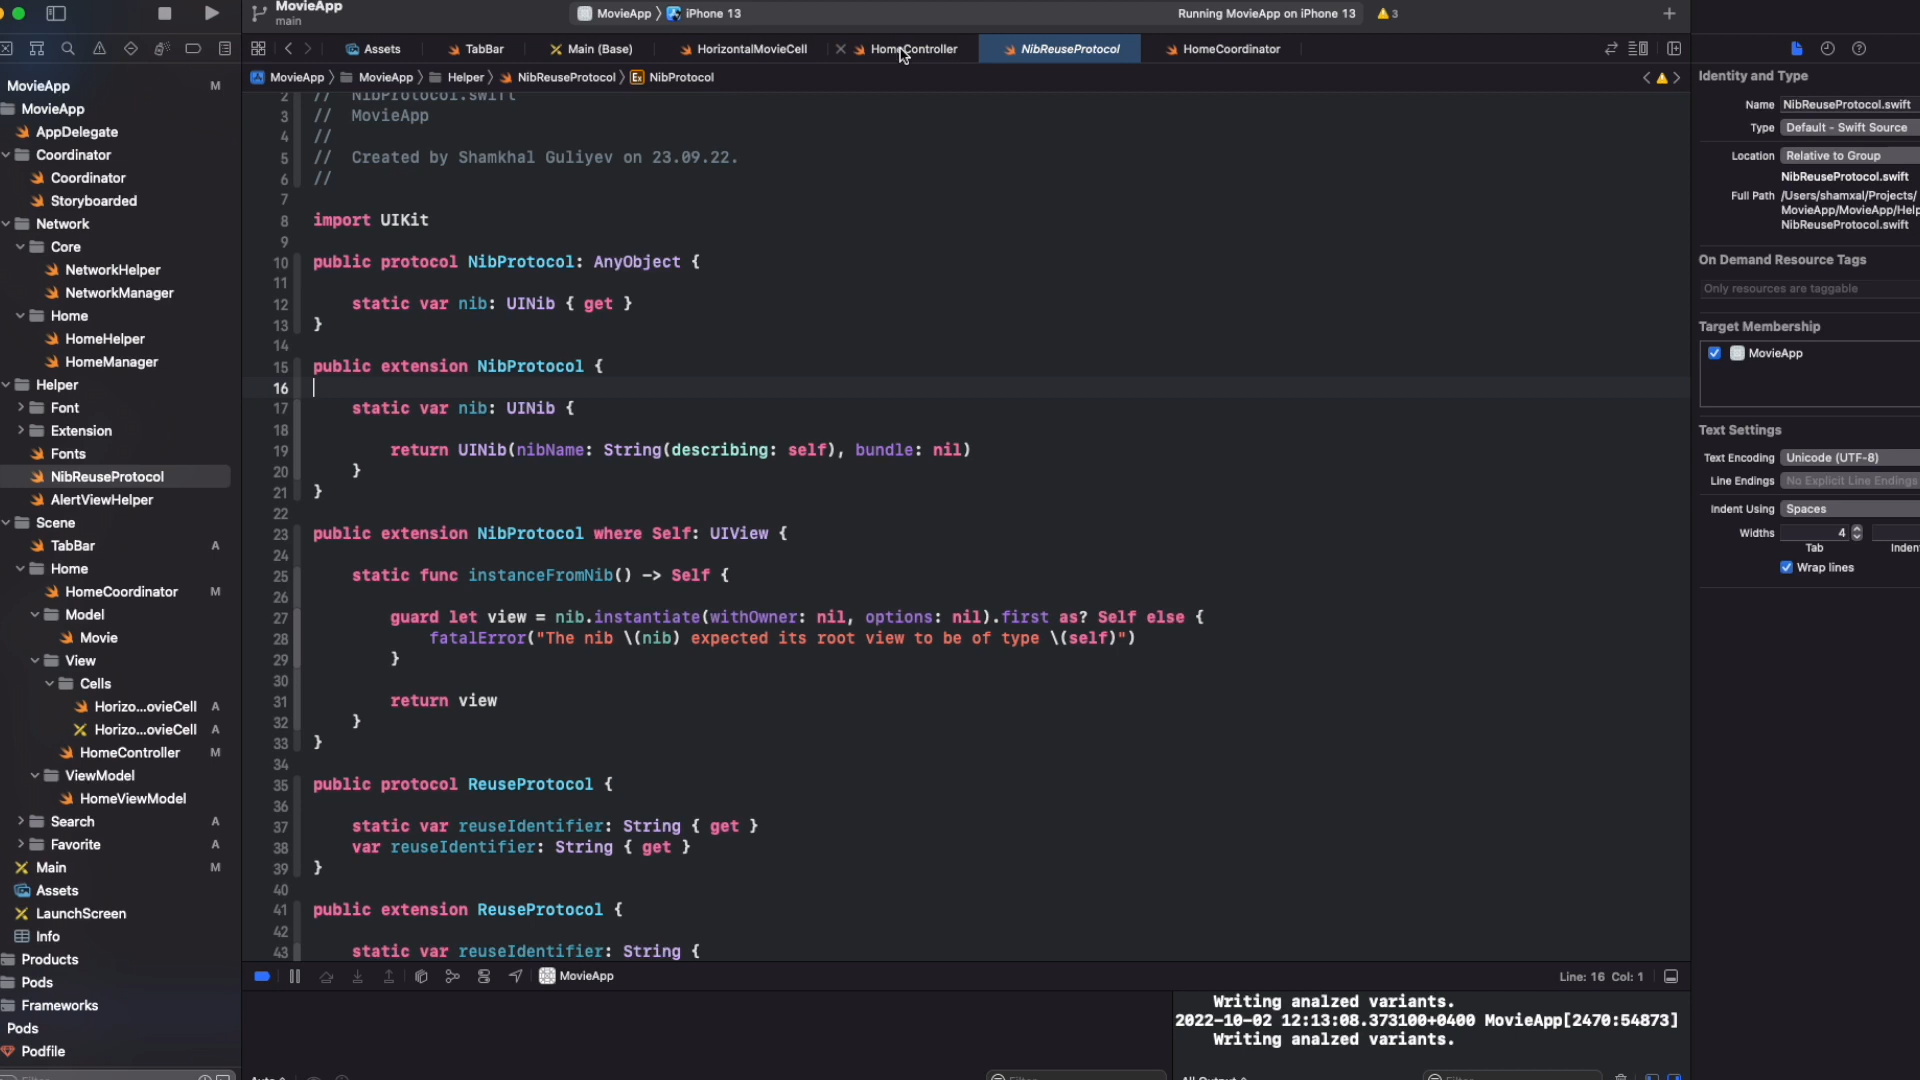 MovieApp
main
MovieApp
iPhone 13
Running MovieApp on iPhone 13
3
Assets
TabBar
Main (Base)
HorizontalMovieCell
HomeController
NibReuseProtocol
HomeCoordinator
MovieApp
MovieApp
Helper
NibReuseProtocol
NibProtocol
MovieApp M
MovieApp
AppDelegate
Coordinator
Coordinator
Storyboarded
Network
Core
NetworkHelper
NetworkManager
Home
HomeHelper
HomeManager
Helper
Font
Extension
Fonts
NibReuseProtocol
AlertViewHelper
Scene
TabBar A
Home
HomeCoordinator M
Model
Movie
View
Cells
Horizo...ovieCell A
Horizo...ovieCell A
HomeController M
ViewModel
HomeViewModel
Search A
Favorite A
Main M
Assets
LaunchScreen
Info
Products
Pods
Frameworks
Pods
Podfile
2 // NibProtocol.swift
3 // MovieApp
4 //
5 // Created by Shamkhal Guliyev on 23.09.22.
6 //
7
8 import UIKit
9
10 public protocol NibProtocol: AnyObject {
11
12 static var nib: UINib { get }
13 }
14
15 public extension NibProtocol {
16
17 static var nib: UINib {
18
19 return UINib(nibName: String(describing: self), bundle: nil)
20 }
21 }
22
23 public extension NibProtocol where Self: UIView {
24
25 static func instanceFromNib() -> Self {
26
27 guard let view = nib.instantiate(withOwner: nil, options: nil).first as? Self else {
28 fatalError("The nib \(nib) expected its root view to be of type \(self)")
29 }
30
31 return view
32 }
33 }
34
35 public protocol ReuseProtocol {
36
37 static var reuseIdentifier: String { get }
38 var reuseIdentifier: String { get }
39 }
40
41 public extension ReuseProtocol {
42
43 static var reuseIdentifier: String {
MovieApp
Line: 16 Col: 1
Writing analzed variants.
2022-10-02 12:13:08.373100+0400 MovieApp[2470:54873]
Writing analzed variants.
Identity and Type
Name NibReuseProtocol.swift
Type Default - Swift Source
Location Relative to Group
NibReuseProtocol.swift
Full Path /Users/shamxal/Projects/
MovieApp/MovieApp/Help
NibReuseProtocol.swift
On Demand Resource Tags
Only resources are taggable
Target Membership
MovieApp
Text Settings
Text Encoding Unicode (UTF-8)
Line Endings No Explicit Line Endings
Indent Using Spaces
Widths 4
Tab Inden
Wrap lines